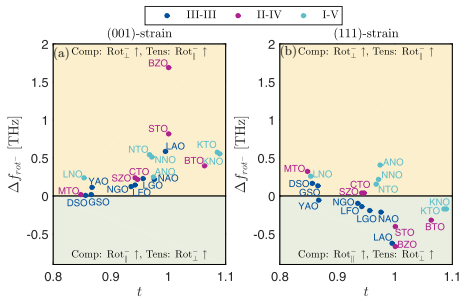 III-III II-IV I-V
(001)-strain
(a) Comp: Rot⁻∥ ↑, Tens: Rot⁻∥ ↑
BZO
STO
LAO
NTO
NNO
KTO
KNO
BTO
LNO
YAO
CTO
ANO
SZO
NAO
MTO
NGO
LGO
LFO
DSO
GSO
Comp: Rot⁻∥ ↑, Tens: Rot⁻⊥ ↑
2
1.5
1
0.5
0
-0.5
Δf_rot⁻ [THz]
0.8 0.9 1 1.1
t
(111)-strain
(b) Comp: Rot⁻⊥ ↑, Tens: Rot⁻∥ ↑
ANO
MTO
LNO
NNO
CTO
NTO
DSO
SZO
GSO
YAO
NGO
LFO
LGO
NAO
KNO
KTO
STO
BTO
LAO
BZO
Comp: Rot⁻∥ ↑, Tens: Rot⁻⊥ ↑
2
1.5
1
0.5
0
-0.5
Δf_rot⁻ [THz]
0.8 0.9 1 1.1
t